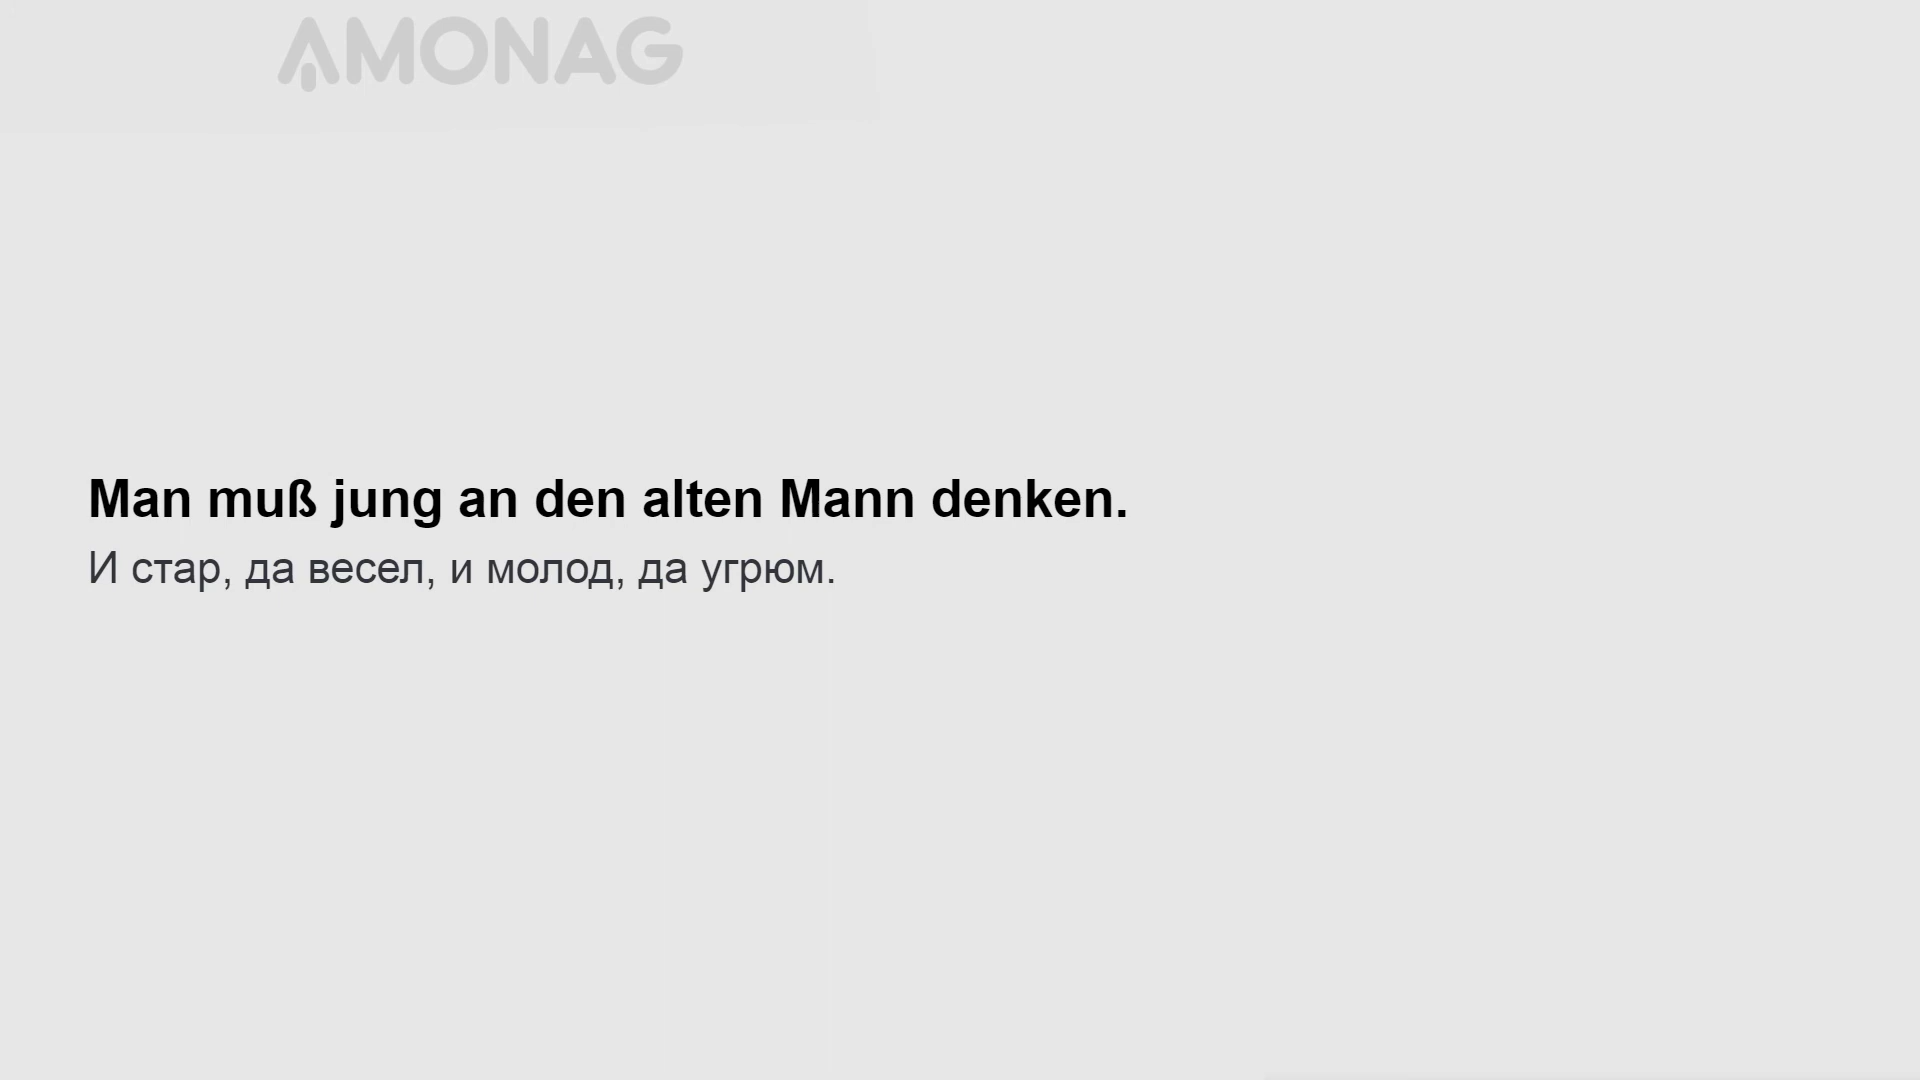 AMONAG
Man muß jung an den alten Mann denken.
И стар, да весел, и молод, да угрюм.